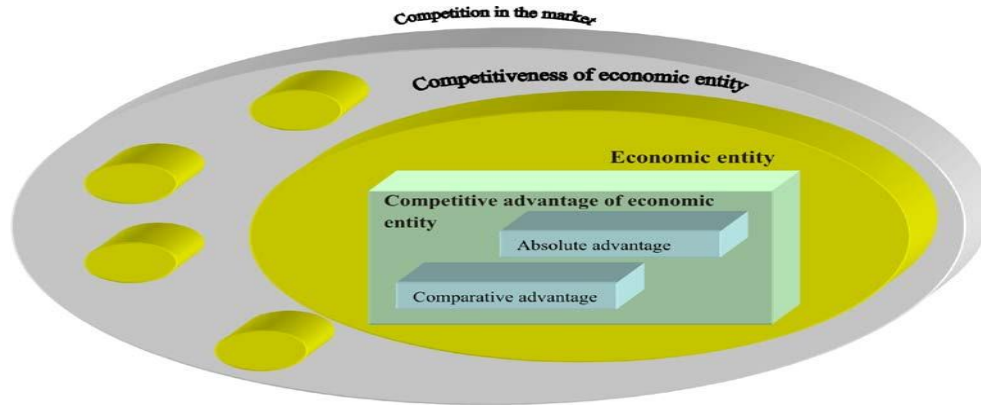 Competition in the market
Competitiveness of economic entity
Economic entity
Competitive advantage of economic
entity
Absolute advantage
Comparative advantage